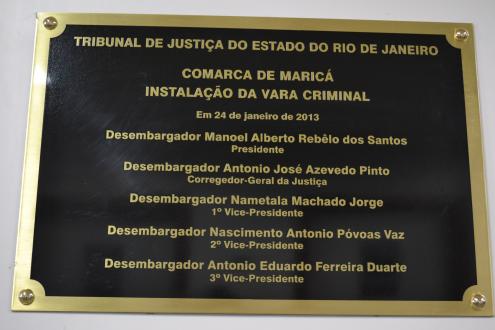 TRIBUNAL DE JUSTIÇA DO ESTADO DO RIO DE JANEIRO
COMARCA DE MARICÁ
INSTALAÇÃO DA VARA CRIMINAL
Em 24 de janeiro de 2013
Desembargador Manoel Alberto Rebêlo dos Santos
Presidente
Desembargador Antonio José Azevedo Pinto
Corregedor-Geral da Justiça
Desembargador Nametala Machado Jorge
1º Vice-Presidente
Desembargador Nascimento Antonio Póvoas Vaz
2º Vice-Presidente
Desembargador Antonio Eduardo Ferreira Duarte
3º Vice-Presidente